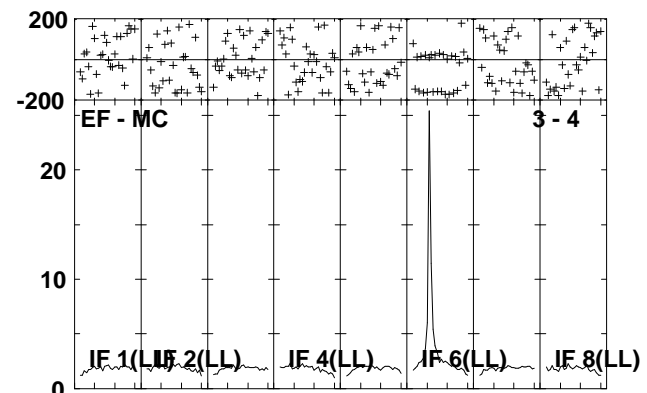 200
-200
EF - MC 3 - 4
20
10
IF 1(LL) IF 2(LL) IF 4(LL) IF 6(LL) IF 8(LL)
0